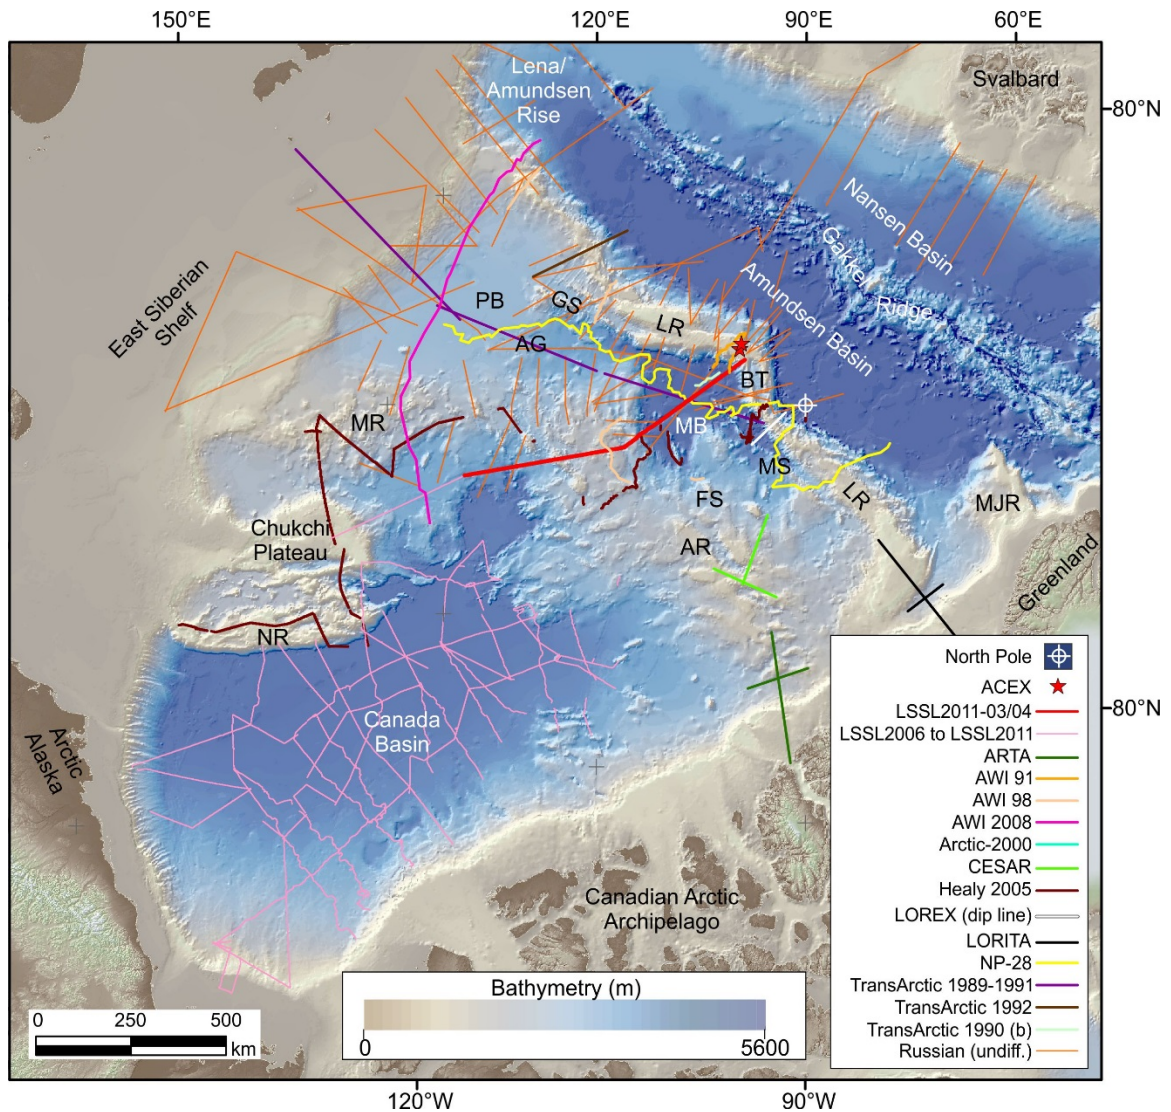 150°E 120°E 90°E 60°E
Lena/
Amundsen
Rise
Svalbard
80°N
Nansen Basin
Gakkel Ridge
Amundsen Basin
East Siberian
Shelf
PB
GS
LR
AG
BT
MR
MB
MS
FS
LR
MJR
Chukchi
Plateau
AR
Greenland
NR
Canada
Basin
Arctic
Alaska
80°N
Canadian Arctic
Archipelago
North Pole
ACEX
LSSL2011-03/04
LSSL2006 to LSSL2011
ARTA
AWI 91
AWI 98
AWI 2008
Arctic-2000
CESAR
Healy 2005
LOREX (dip line)
LORITA
NP-28
TransArctic 1989-1991
TransArctic 1992
TransArctic 1990 (b)
Russian (undiff.)
Bathymetry (m)
0 5600
0 250 500
km
120°W 90°W